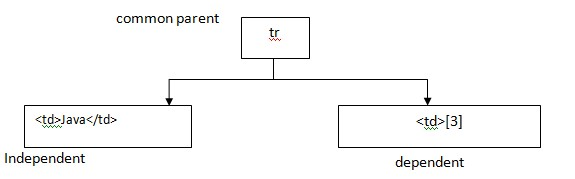 common parent
tr
<td>Java</td>
<td>[3]
Independent
dependent